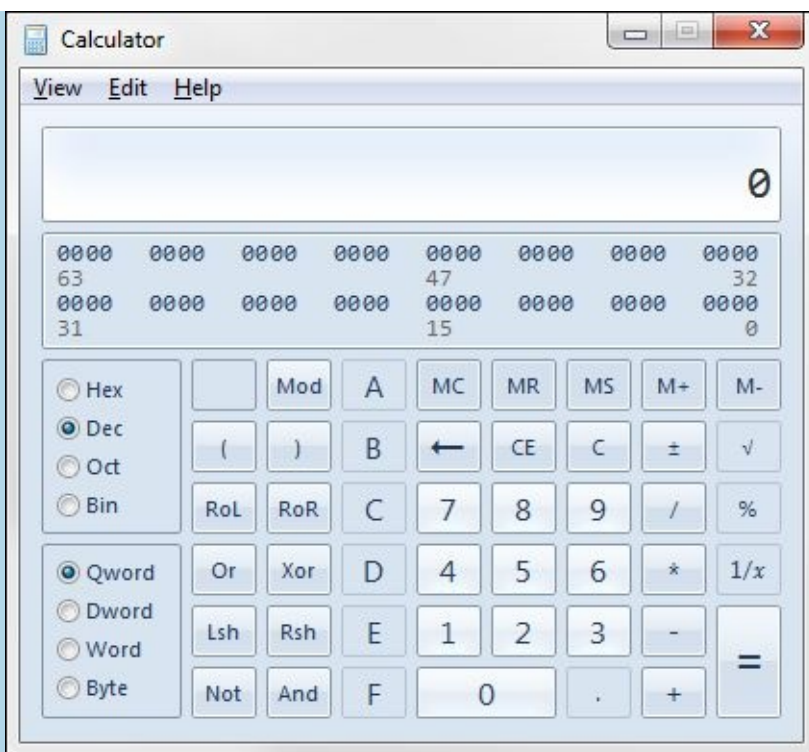 Calculator
View Edit Help
0
0000 0000 0000 0000 0000 0000 0000 0000
63 47 32
0000 0000 0000 0000 0000 0000 0000 0000
31 15 0
Hex
Dec
Oct
Bin
Qword
Dword
Word
Byte
Mod A MC MR MS M+ M-
( ) B ← CE C ± √
RoL RoR C 7 8 9 / %
Or Xor D 4 5 6 * 1/x
Lsh Rsh E 1 2 3 - =
Not And F 0 . +